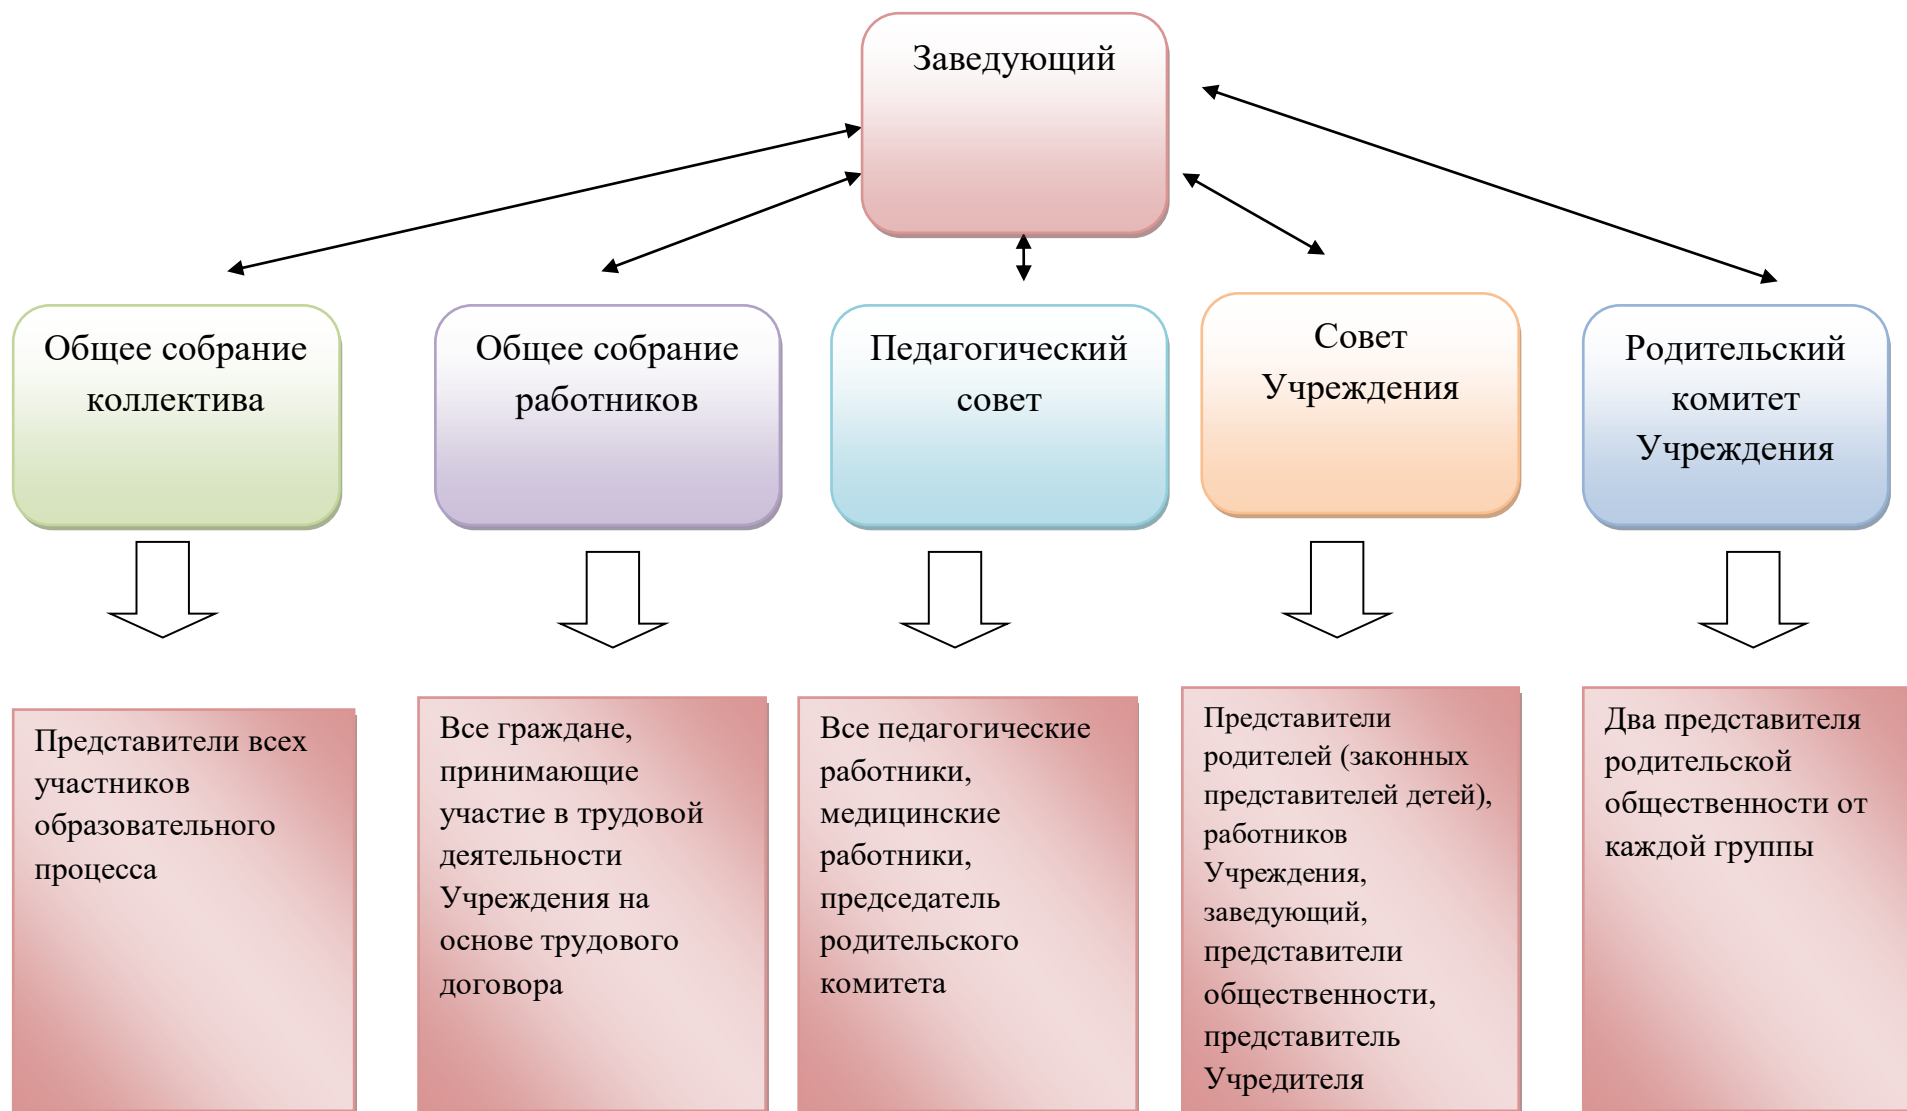 Заведующий
Общее собрание
коллектива
Общее собрание
работников
Педагогический
совет
Совет
Учреждения
Родительский
комитет
Учреждения
Представители всех
участников
образовательного
процесса
Все граждане,
принимающие
участие в трудовой
деятельности
Учреждения на
основе трудового
договора
Все педагогические
работники,
медицинские
работники,
председатель
родительского
комитета
Представители
родителей (законных
представителей детей),
работников
Учреждения,
заведующий,
представители
общественности,
представитель
Учредителя
Два представителя
родительской
общественности от
каждой группы